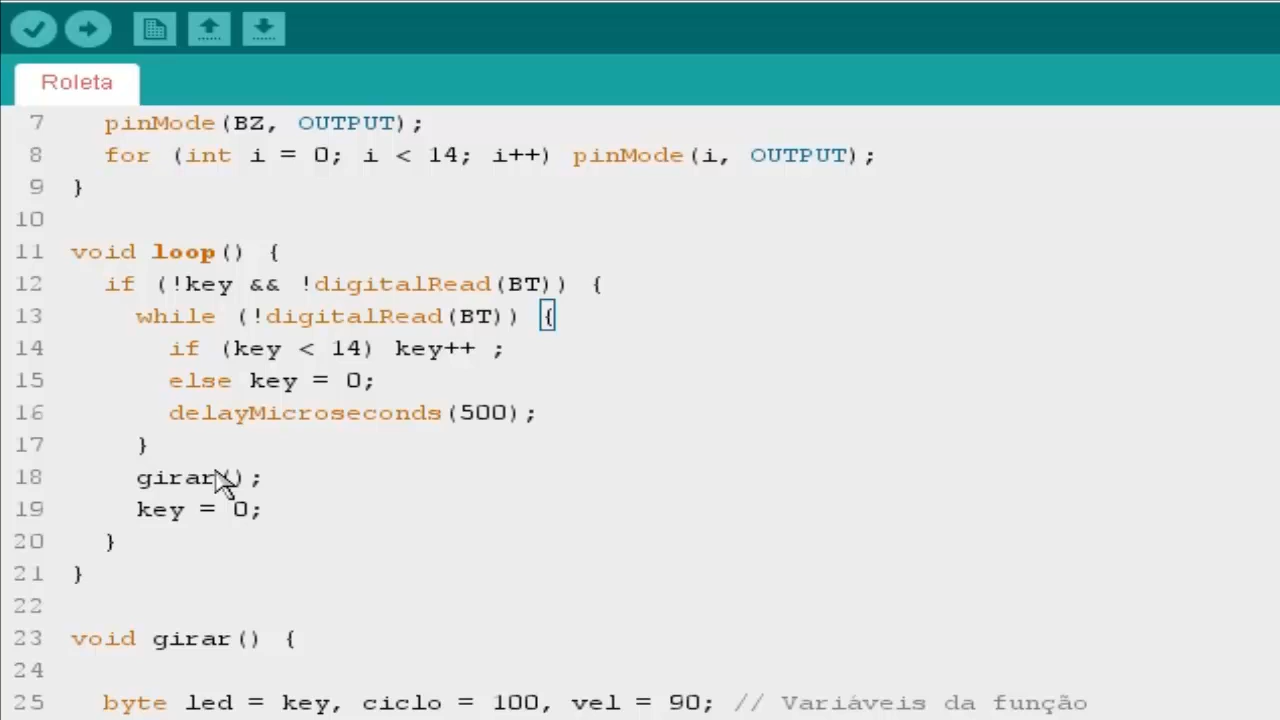 Roleta
7 pinMode(BZ, OUTPUT);
8 for (int i = 0; i < 14; i++) pinMode(i, OUTPUT);
9 }
10
11 void loop() {
12 if (!key && !digitalRead(BT)) {
13 while (!digitalRead(BT)) {
14 if (key < 14) key++ ;
15 else key = 0;
16 delayMicroseconds(500);
17 }
18 girar();
19 key = 0;
20 }
21 }
22
23 void girar() {
24
25 byte led = key, ciclo = 100, vel = 90; // Variáveis da função